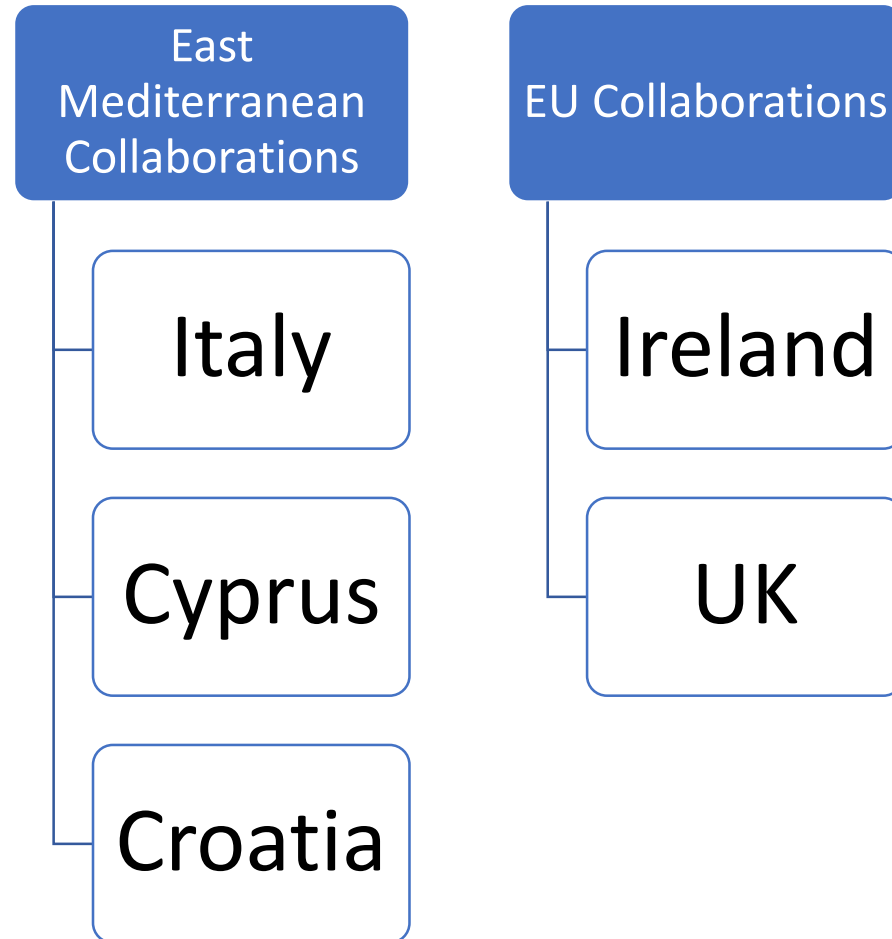 East
Mediterranean
Collaborations
Italy
Cyprus
Croatia
EU Collaborations
Ireland
UK